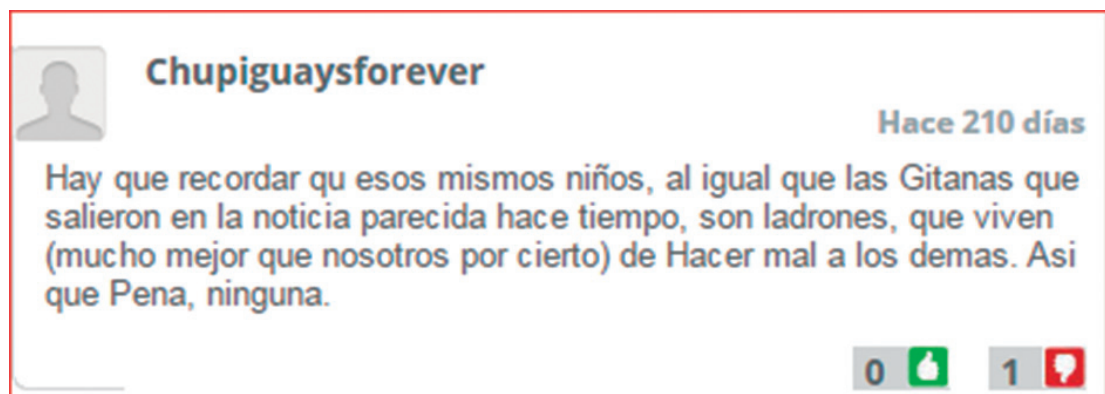 Chupiguaysforever
Hace 210 días
Hay que recordar qu esos mismos niños, al igual que las Gitanas que
salieron en la noticia parecida hace tiempo, son ladrones, que viven
(mucho mejor que nosotros por cierto) de Hacer mal a los demas. Asi
que Pena, ninguna.
0 1